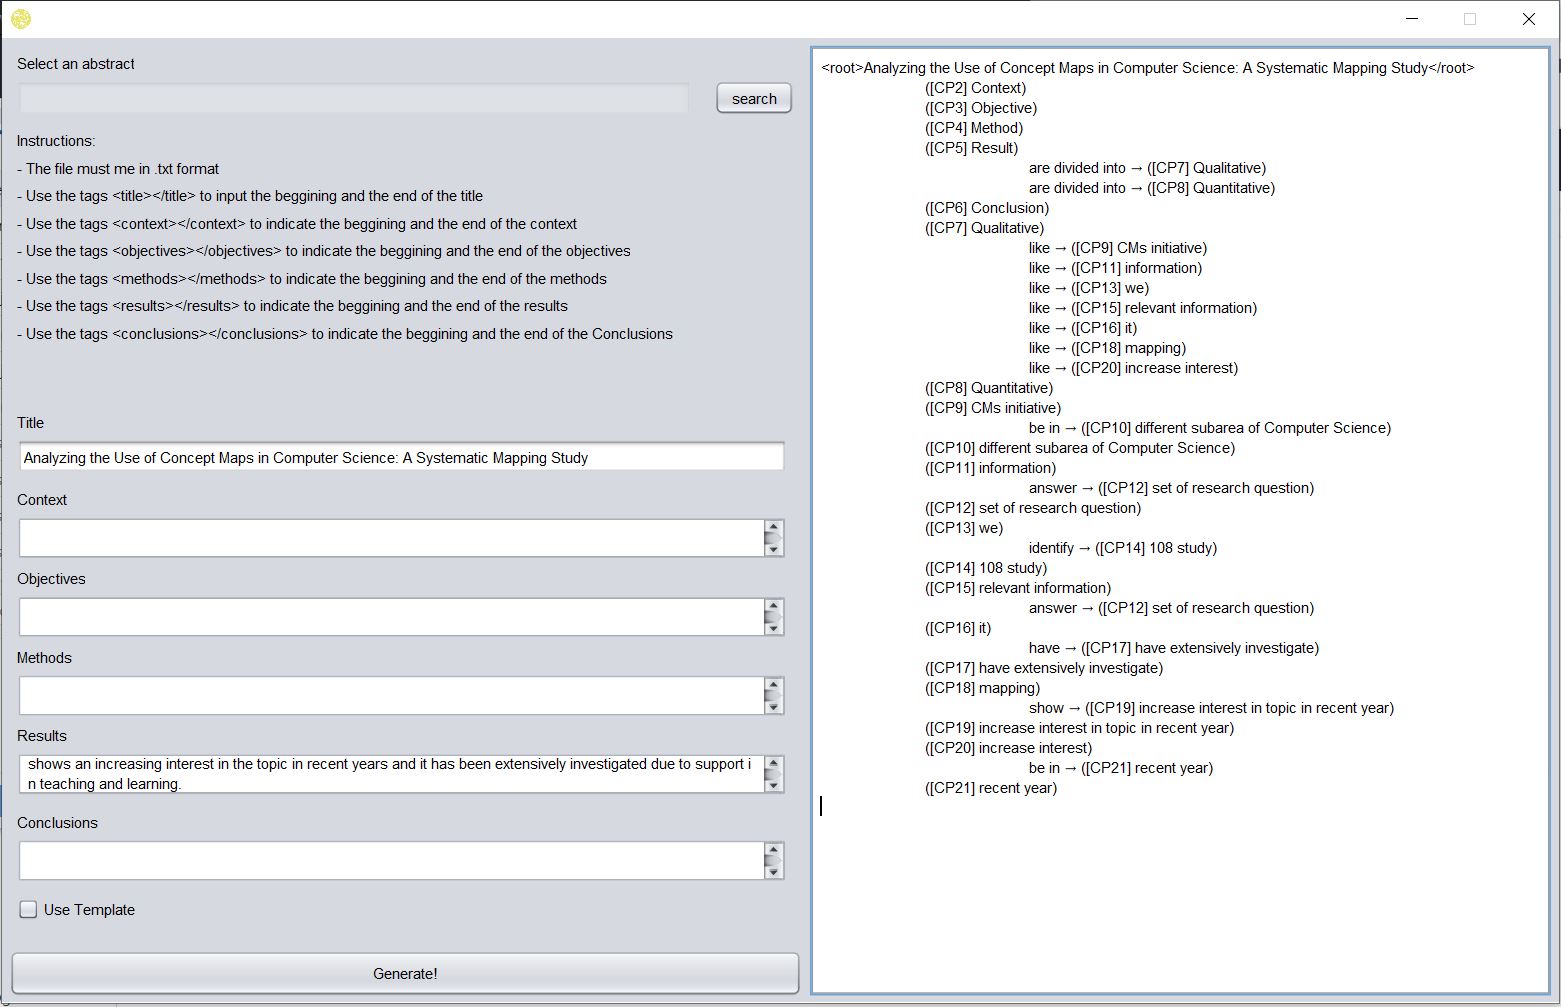 Select an abstract
search
Instructions:
- The file must me in .txt format
- Use the tags <title></title> to input the beggining and the end of the title
- Use the tags <context></context> to indicate the beggining and the end of the context
- Use the tags <objectives></objectives> to indicate the beggining and the end of the objectives
- Use the tags <methods></methods> to indicate the beggining and the end of the methods
- Use the tags <results></results> to indicate the beggining and the end of the results
- Use the tags <conclusions></conclusions> to indicate the beggining and the end of the Conclusions
Title
Analyzing the Use of Concept Maps in Computer Science: A Systematic Mapping Study
Context
Objectives
Methods
Results
shows an increasing interest in the topic in recent years and it has been extensively investigated due to support i
n teaching and learning.
Conclusions
Use Template
Generate!
<root>Analyzing the Use of Concept Maps in Computer Science: A Systematic Mapping Study</root>
([CP2] Context)
([CP3] Objective)
([CP4] Method)
([CP5] Result)
are divided into → ([CP7] Qualitative)
are divided into → ([CP8] Quantitative)
([CP6] Conclusion)
([CP7] Qualitative)
like → ([CP9] CMs initiative)
like → ([CP11] information)
like → ([CP13] we)
like → ([CP15] relevant information)
like → ([CP16] it)
like → ([CP18] mapping)
like → ([CP20] increase interest)
([CP8] Quantitative)
([CP9] CMs initiative)
be in → ([CP10] different subarea of Computer Science)
([CP10] different subarea of Computer Science)
([CP11] information)
answer → ([CP12] set of research question)
([CP12] set of research question)
([CP13] we)
identify → ([CP14] 108 study)
([CP14] 108 study)
([CP15] relevant information)
answer → ([CP12] set of research question)
([CP16] it)
have → ([CP17] have extensively investigate)
([CP17] have extensively investigate)
([CP18] mapping)
show → ([CP19] increase interest in topic in recent year)
([CP19] increase interest in topic in recent year)
([CP20] increase interest)
be in → ([CP21] recent year)
([CP21] recent year)